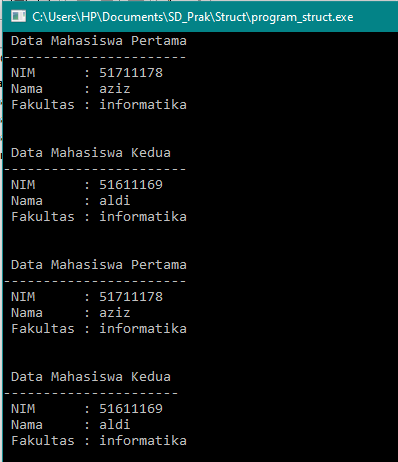 C:\Users\HP\Documents\SD_Prak\Struct\program_struct.exe
Data Mahasiswa Pertama
-----------------------
NIM      : 51711178
Nama     : aziz
Fakultas : informatika
Data Mahasiswa Kedua
-----------------------
NIM      : 51611169
Nama     : aldi
Fakultas : informatika
Data Mahasiswa Pertama
-----------------------
NIM      : 51711178
Nama     : aziz
Fakultas : informatika
Data Mahasiswa Kedua
----------------------
NIM      : 51611169
Nama     : aldi
Fakultas : informatika